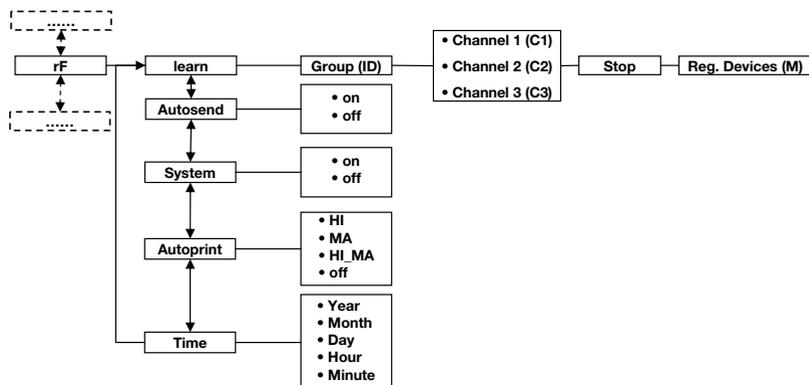 ......
rF
......
learn
Group (ID)
• Channel 1 (C1)
• Channel 2 (C2)
• Channel 3 (C3)
Stop
Reg. Devices (M)
Autosend
• on
• off
System
• on
• off
Autoprint
• HI
• MA
• HI_MA
• off
Time
• Year
• Month
• Day
• Hour
• Minute